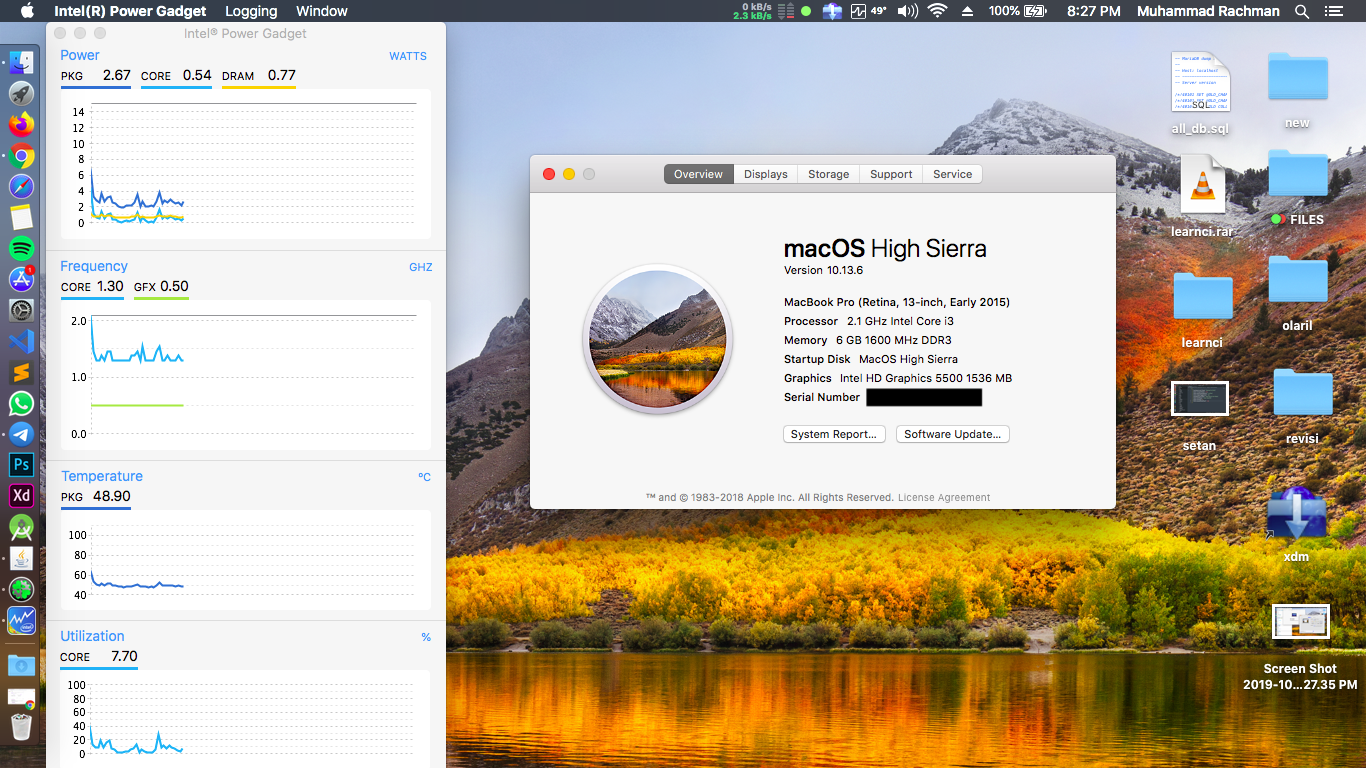 Intel(R) Power Gadget Logging Window
0 kB/s
2.3 kB/s
49° 100% 8:27 PM Muhammad Rachman
Intel® Power Gadget
Power WATTS
PKG 2.67 CORE 0.54 DRAM 0.77
14
12
10
8
6
4
2
0
Frequency GHZ
CORE 1.30 GFX 0.50
2.0
1.0
0.0
Temperature ºC
PKG 48.90
100
80
60
40
Utilization %
CORE 7.70
100
80
60
40
20
0
1
Ps
Xd
Overview Displays Storage Support Service
macOS High Sierra
Version 10.13.6
MacBook Pro (Retina, 13-inch, Early 2015)
Processor 2.1 GHz Intel Core i3
Memory 6 GB 1600 MHz DDR3
Startup Disk MacOS High Sierra
Graphics Intel HD Graphics 5500 1536 MB
Serial Number
System Report... Software Update...
™ and © 1983-2018 Apple Inc. All Rights Reserved. License Agreement
SQL
all_db.sql
new
learnci.rar
FILES
learnci
olaril
setan
revisi
xdm
Screen Shot
2019-10...27.35 PM